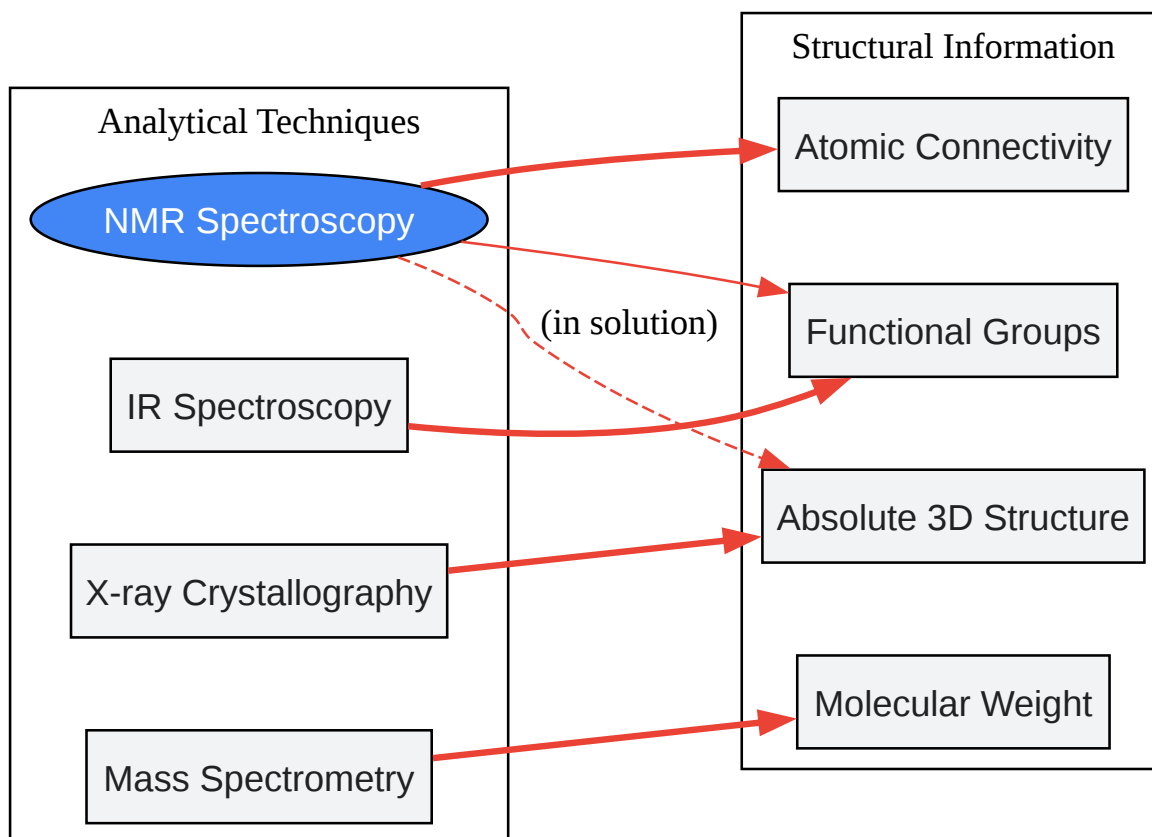 Analytical Techniques
NMR Spectroscopy
IR Spectroscopy
X-ray Crystallography
Mass Spectrometry
(in solution)
Structural Information
Atomic Connectivity
Functional Groups
Absolute 3D Structure
Molecular Weight